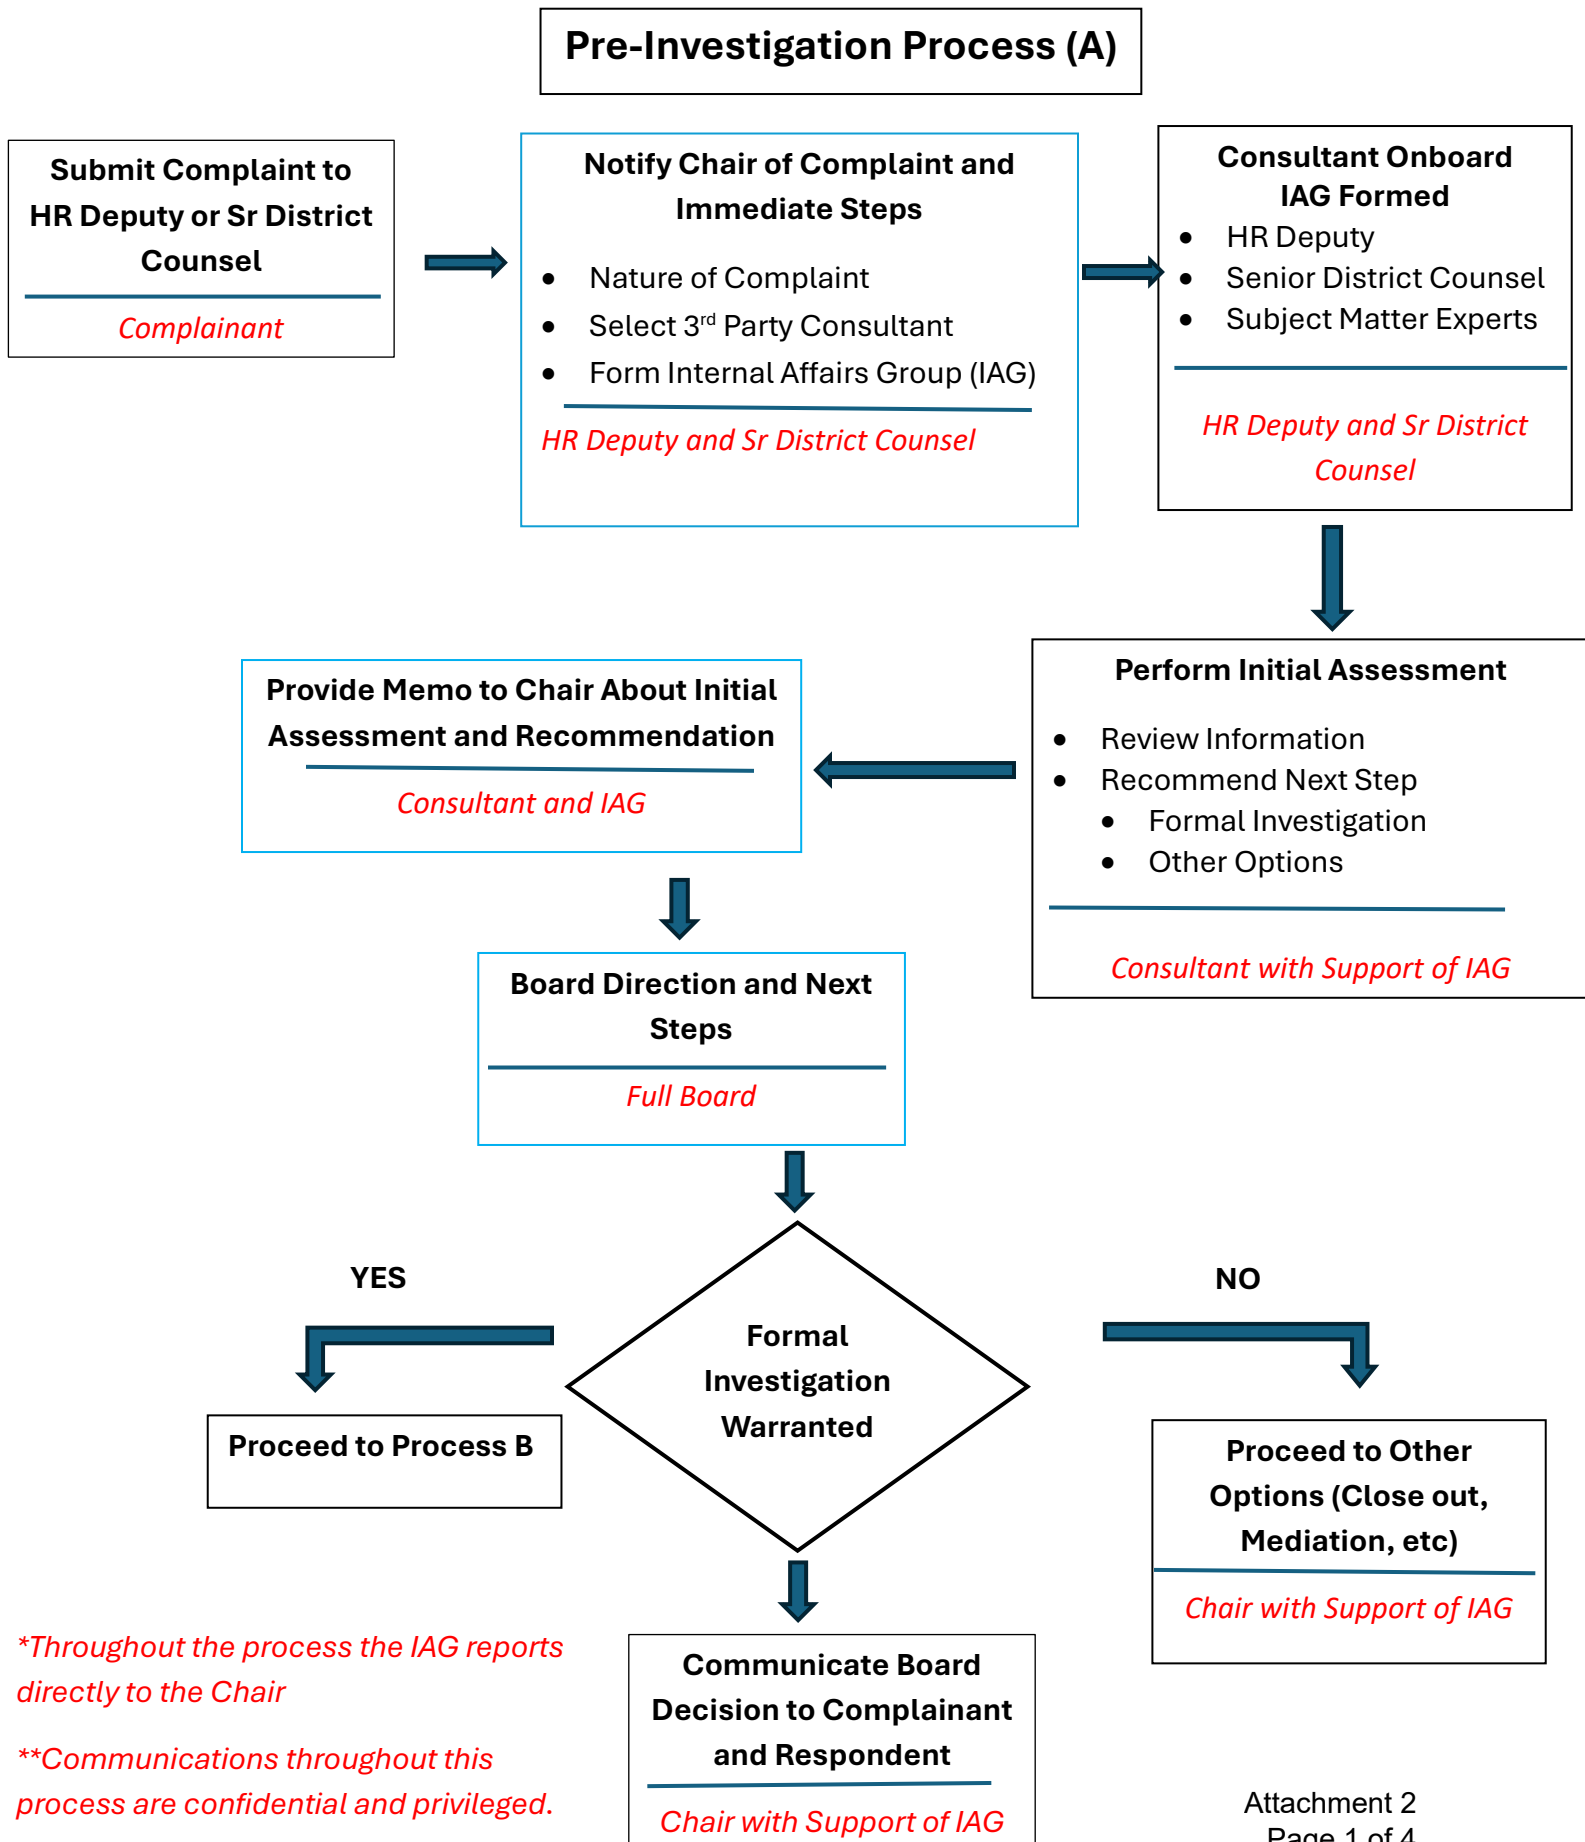 Pre-Investigation Process (A)
Submit Complaint to
HR Deputy or Sr District
Counsel
Complainant
Notify Chair of Complaint and
Immediate Steps
• Nature of Complaint
• Select 3rd Party Consultant
• Form Internal Affairs Group (IAG)
HR Deputy and Sr District Counsel
Consultant Onboard
IAG Formed
• HR Deputy
• Senior District Counsel
• Subject Matter Experts
HR Deputy and Sr District
Counsel
Perform Initial Assessment
• Review Information
• Recommend Next Step
• Formal Investigation
• Other Options
Consultant with Support of IAG
Provide Memo to Chair About Initial
Assessment and Recommendation
Consultant and IAG
Board Direction and Next
Steps
Full Board
YES
NO
Formal
Investigation
Warranted
Proceed to Process B
Proceed to Other
Options (Close out,
Mediation, etc)
Chair with Support of IAG
Communicate Board
Decision to Complainant
and Respondent
Chair with Support of IAG
*Throughout the process the IAG reports
directly to the Chair
**Communications throughout this
process are confidential and privileged.
Attachment 2
Page 1 of 4